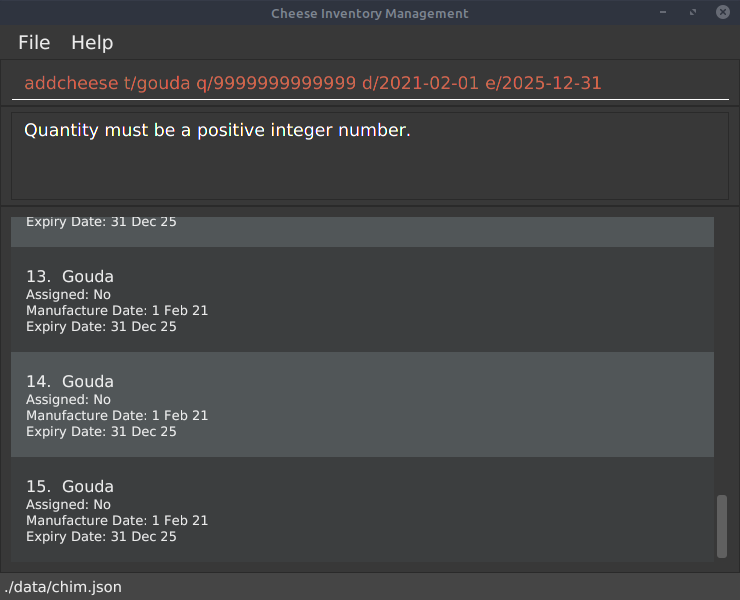 Cheese Inventory Management
File Help
addcheese t/gouda q/9999999999999 d/2021-02-01 e/2025-12-31
Quantity must be a positive integer number.
Expiry Date: 31 Dec 25
13. Gouda
Assigned: No
Manufacture Date: 1 Feb 21
Expiry Date: 31 Dec 25
14. Gouda
Assigned: No
Manufacture Date: 1 Feb 21
Expiry Date: 31 Dec 25
15. Gouda
Assigned: No
Manufacture Date: 1 Feb 21
Expiry Date: 31 Dec 25
./data/chim.json